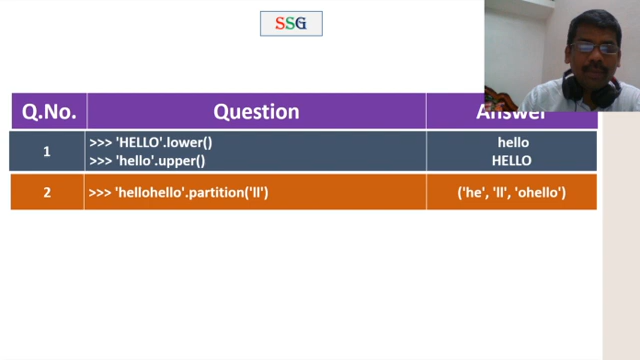 SSG
Q.No. Question Answer
1 >>> 'HELLO'.lower() hello
>>> 'hello'.upper() HELLO
2 >>> 'hellohello'.partition('ll') ('he', 'll', 'ohello')